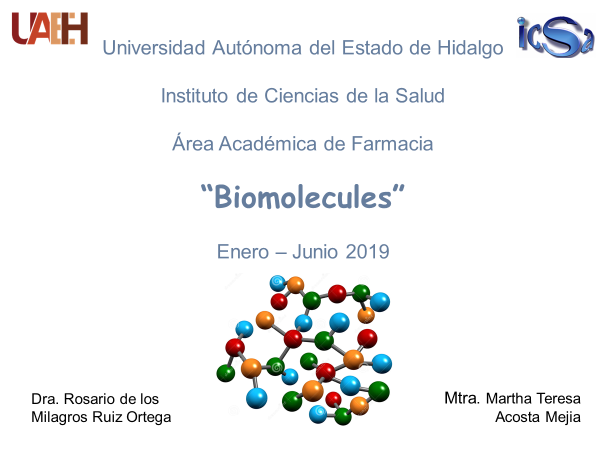 UAEH
icSa
Universidad Autónoma del Estado de Hidalgo
Instituto de Ciencias de la Salud
Área Académica de Farmacia
“Biomolecules”
Enero – Junio 2019
Dra. Rosario de los
Milagros Ruiz Ortega
Mtra. Martha Teresa
Acosta Mejia